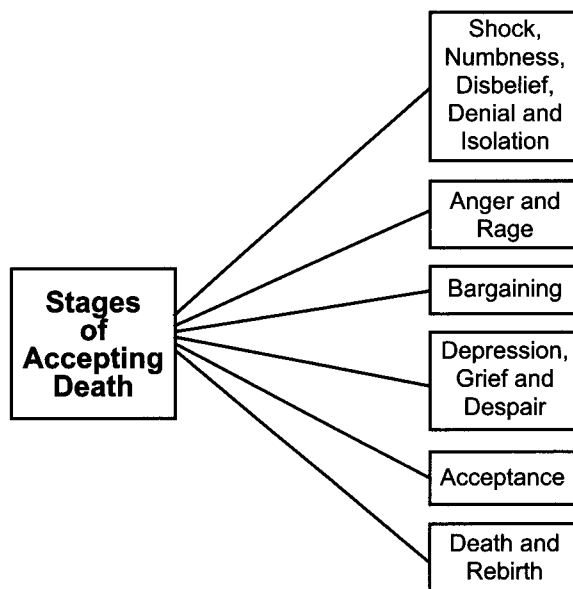 Stages
of
Accepting
Death
Shock,
Numbness,
Disbelief,
Denial and
Isolation
Anger and
Rage
Bargaining
Depression,
Grief and
Despair
Acceptance
Death and
Rebirth